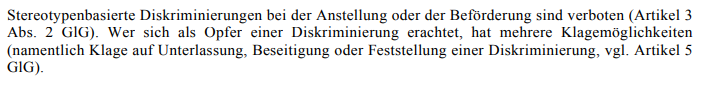 Stereotypenbasierte Diskriminierungen bei der Anstellung oder der Beförderung sind verboten (Artikel 3
Abs. 2 GlG). Wer sich als Opfer einer Diskriminierung erachtet, hat mehrere Klagemöglichkeiten
(namentlich Klage auf Unterlassung, Beseitigung oder Feststellung einer Diskriminierung, vgl. Artikel 5
GlG).